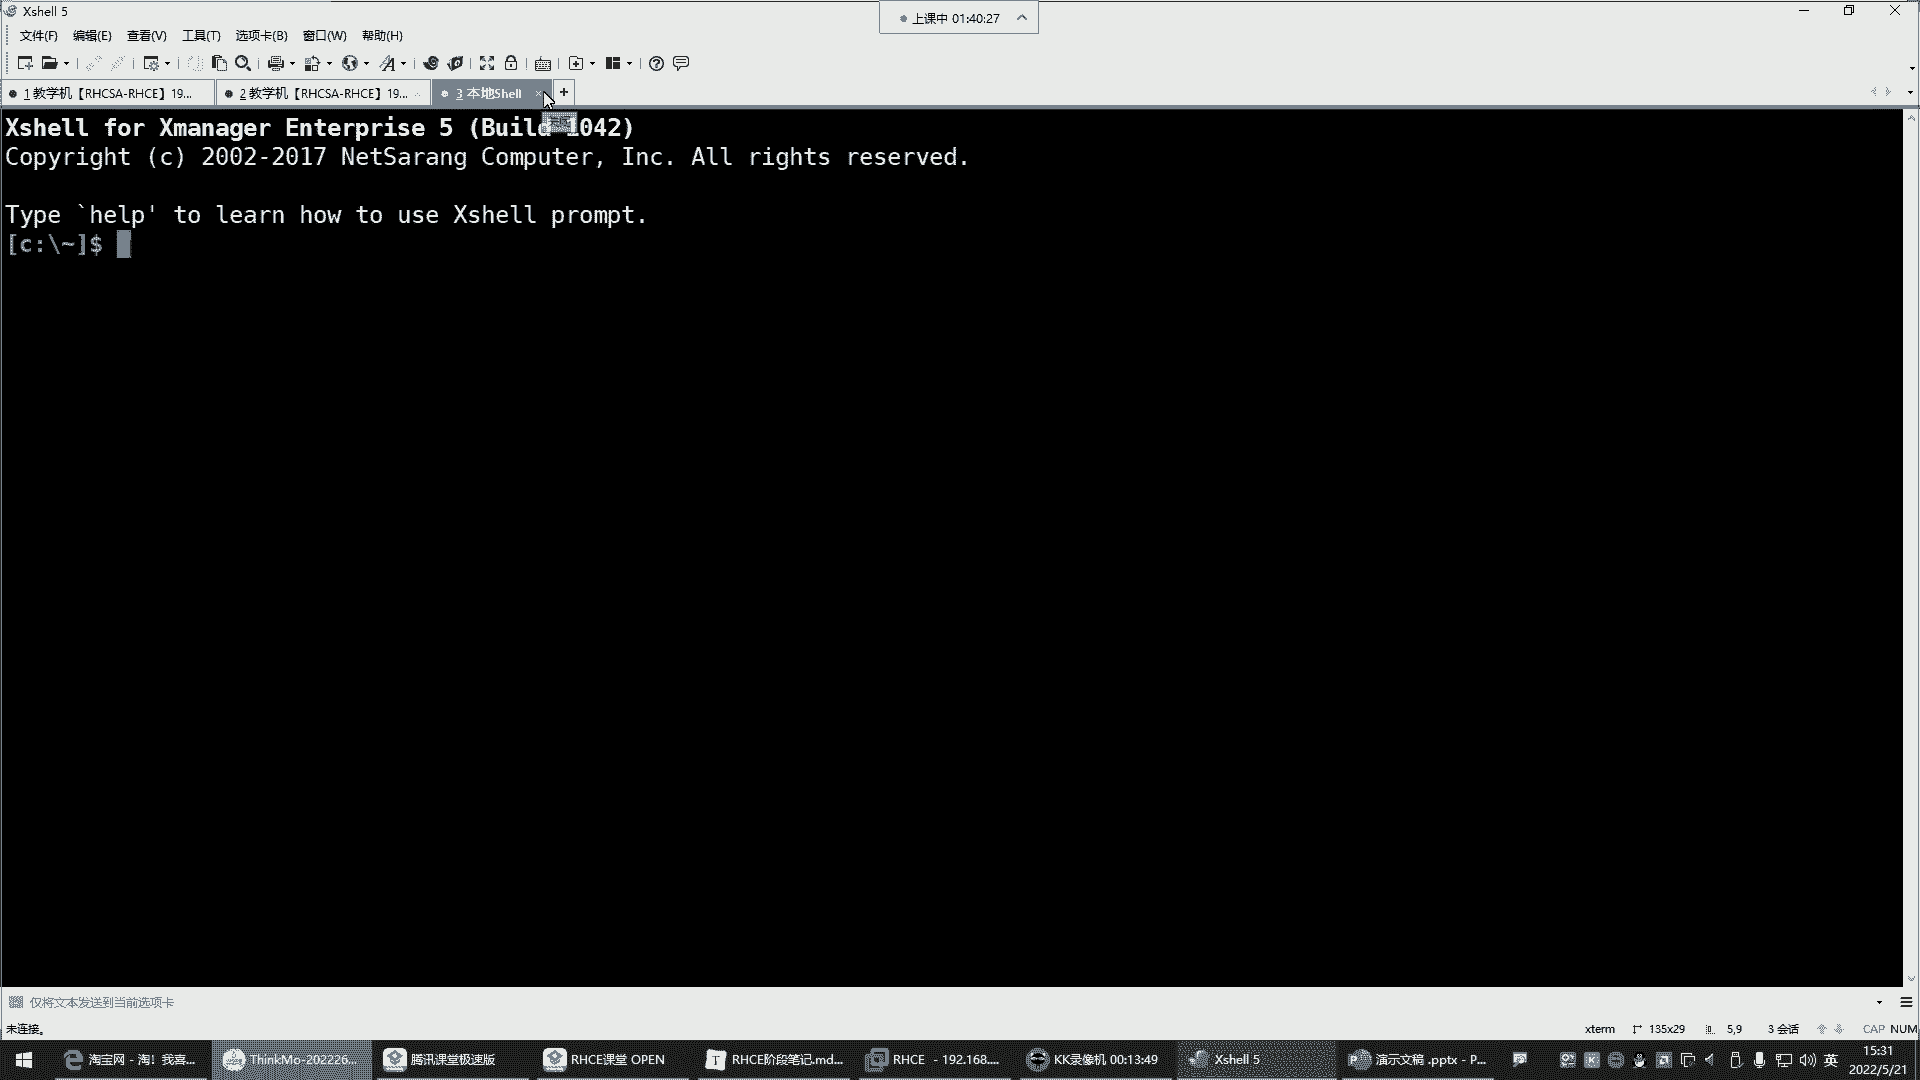 Xshell 5
上课中 01:40:27
文件(F) 编辑(E) 查看(V) 工具(T) 选项卡(B) 窗口(W) 帮助(H)
1 教学机【RHCSA-RHCE】19... 2 教学机【RHCSA-RHCE】19... 3 本地Shell
Xshell for Xmanager Enterprise 5 (Build 1042)
Copyright (c) 2002-2017 NetSarang Computer, Inc. All rights reserved.
Type `help' to learn how to use Xshell prompt.
[c:\~]$
仅将文本发送到当前选项卡
未连接。 xterm 135x29 5,9 3 会话 CAP NUM
淘宝网 - 淘！我喜... ThinkMo-202226... 腾讯课堂极速版 RHCE课堂 OPEN RHCE阶段笔记.md... RHCE - 192.168.... KK录像机 00:13:49 Xshell 5 演示文稿 .pptx - P... 英 15:31
2022/5/21